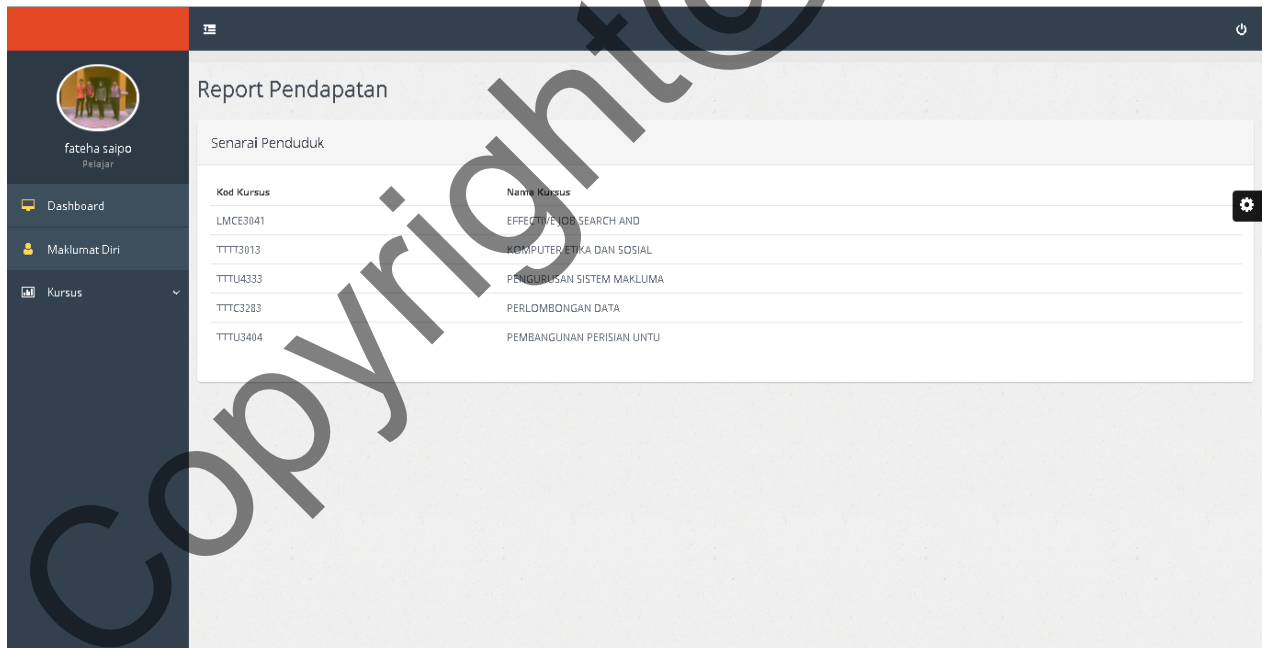 Report Pendapatan
fateha saipo
Pelajar
Dashboard
Maklumat Diri
Kursus
Senarai Penduduk
Kod Kursus Nama Kursus
LMCE3041 EFFECTIVE JOB SEARCH AND
TTTT3013 KOMPUTER ETIKA DAN SOSIAL
TTTU4333 PENGURUSAN SISTEM MAKLUMA
TTTC3283 PERLOMBONGAN DATA
TTTU3404 PEMBANGUNAN PERISIAN UNTU
Copyright©